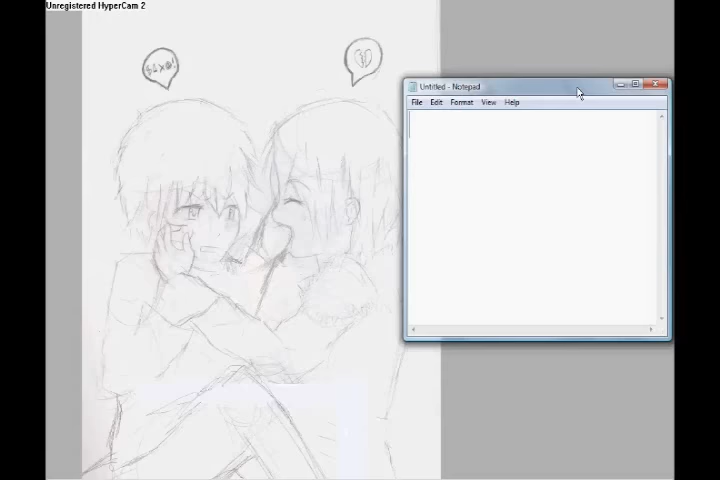 Unregistered HyperCam 2
Untitled - Notepad
File Edit Format View Help